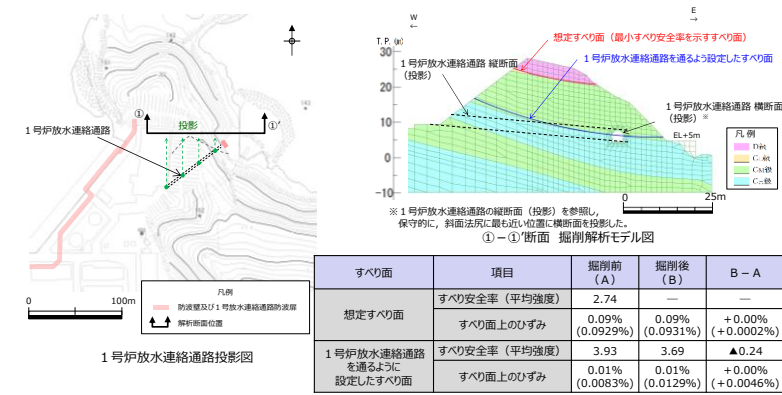 ①
①′
投影
1号炉放水連絡通路
凡例
防波壁及び1号放水連絡通路防波扉
解析断面位置
0
100m
1号炉放水連絡通路投影図
W
←
E
→
T.P.(m)
想定すべり面（最小すべり安全率を示すすべり面）
1号炉放水連絡通路を通るよう設定したすべり面
1号炉放水連絡通路 縦断面
（投影）
1号炉放水連絡通路 横断面
（投影）※
EL+5m
30
20
10
0
−10
凡 例
D級
CL級
CM級
CH級
0
25m
※1号炉放水連絡通路の縦断面（投影）を参照し，
保守的に，斜面法尻に最も近い位置に横断面を投影した。
①－①′断面 掘削解析モデル図
すべり面 項目 掘削前（A） 掘削後（B） B－A
想定すべり面 すべり安全率（平均強度） 2.74 － －
すべり面上のひずみ 0.09%（0.0929%） 0.09%（0.0931%） +0.00%（+0.0002%）
1号炉放水連絡通路を通るように設定したすべり面 すべり安全率（平均強度） 3.93 3.69 ▲0.24
すべり面上のひずみ 0.01%（0.0083%） 0.01%（0.0129%） +0.00%（+0.0046%）